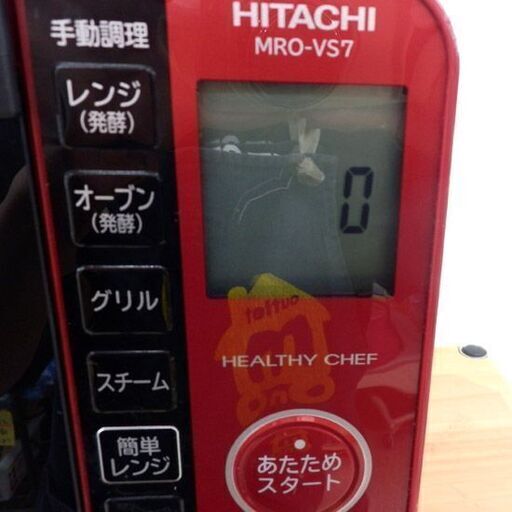 手動調理
HITACHI
MRO-VS7
レンジ
(発酵)
オーブン
(発酵)
グリル
スチーム
簡単
レンジ
0
HEALTHY CHEF
あたため
スタート